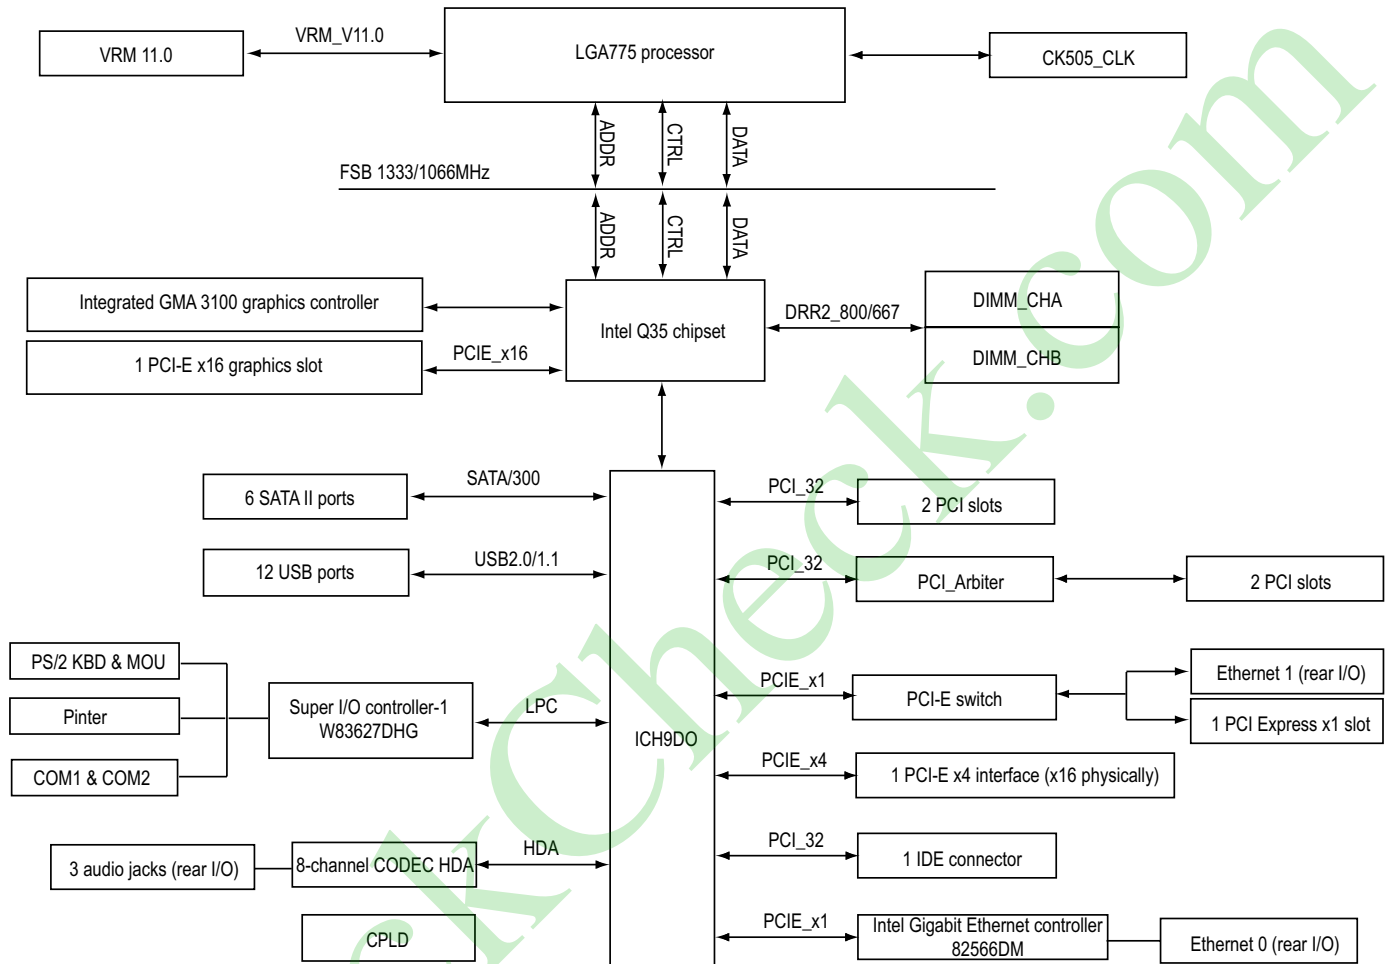 VRM 11.0
VRM_V11.0
LGA775 processor
CK505_CLK
ADDR
CTRL
DATA
FSB 1333/1066MHz
ADDR
CTRL
DATA
Integrated GMA 3100 graphics controller
1 PCI-E x16 graphics slot
PCIE_x16
Intel Q35 chipset
DRR2_800/667
DIMM_CHA
DIMM_CHB
6 SATA II ports
SATA/300
12 USB ports
USB2.0/1.1
PS/2 KBD & MOU
Pinter
COM1 & COM2
Super I/O controller-1
W83627DHG
LPC
3 audio jacks (rear I/O)
8-channel CODEC HDA
HDA
CPLD
ICH9DO
PCI_32
2 PCI slots
PCI_32
PCI_Arbiter
2 PCI slots
PCIE_x1
PCI-E switch
Ethernet 1 (rear I/O)
1 PCI Express x1 slot
PCIE_x4
1 PCI-E x4 interface (x16 physically)
PCI_32
1 IDE connector
PCIE_x1
Intel Gigabit Ethernet controller
82566DM
Ethernet 0 (rear I/O)
kCheck.com